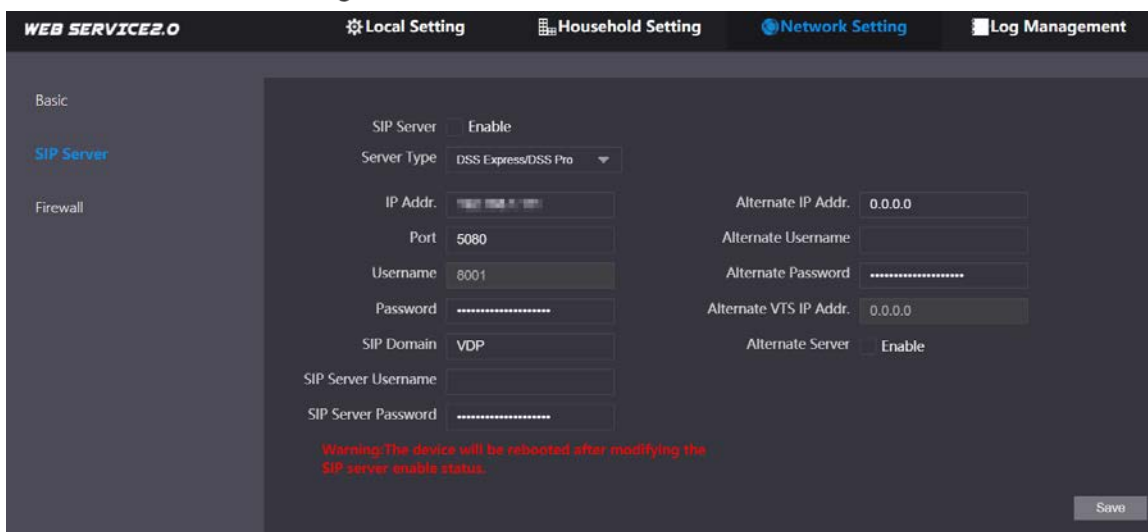 WEB SERVICE2.0 Local Setting Household Setting Network Setting Log Management
Basic
SIP Server
Firewall
SIP Server Enable
Server Type DSS Express/DSS Pro
IP Addr. Alternate IP Addr. 0.0.0.0
Port 5080 Alternate Username
Username 8001 Alternate Password ••••••••••••••••••••
Password •••••••••••••••••••• Alternate VTS IP Addr. 0.0.0.0
SIP Domain VDP Alternate Server Enable
SIP Server Username
SIP Server Password ••••••••••••••••••••
Warning:The device will be rebooted after modifying the
SIP server enable status.
Save